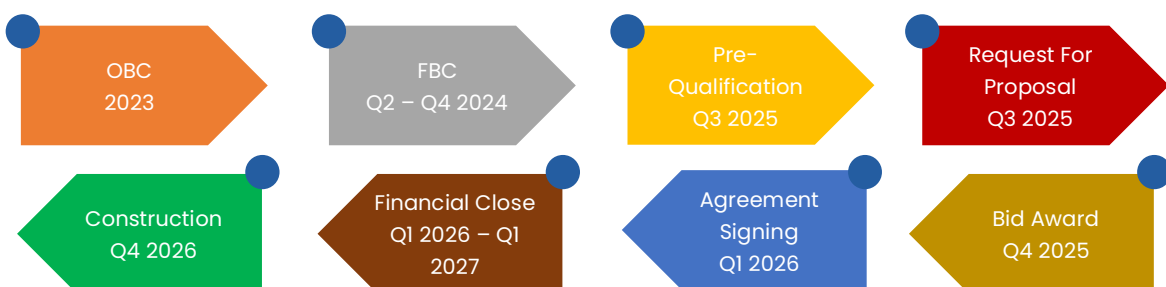 OBC
2023
FBC
Q2 – Q4 2024
Pre-
Qualification
Q3 2025
Request For
Proposal
Q3 2025
Construction
Q4 2026
Financial Close
Q1 2026 – Q1
2027
Agreement
Signing
Q1 2026
Bid Award
Q4 2025